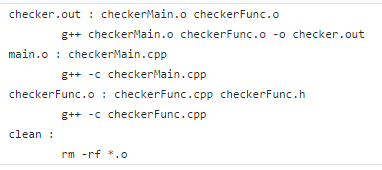 checker.out : checkerMain.o checkerFunc.o
g++ checkerMain.o checkerFunc.o -o checker.out
main.o : checkerMain.cpp
g++ -c checkerMain.cpp
checkerFunc.o : checkerFunc.cpp checkerFunc.h
g++ -c checkerFunc.cpp
clean :
rm -rf *.o